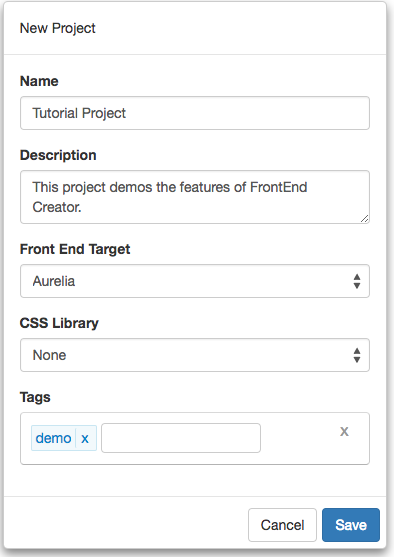 New Project
Name
Tutorial Project
Description
This project demos the features of FrontEnd
Creator.
Front End Target
Aurelia
CSS Library
None
Tags
demo x
x
Cancel Save